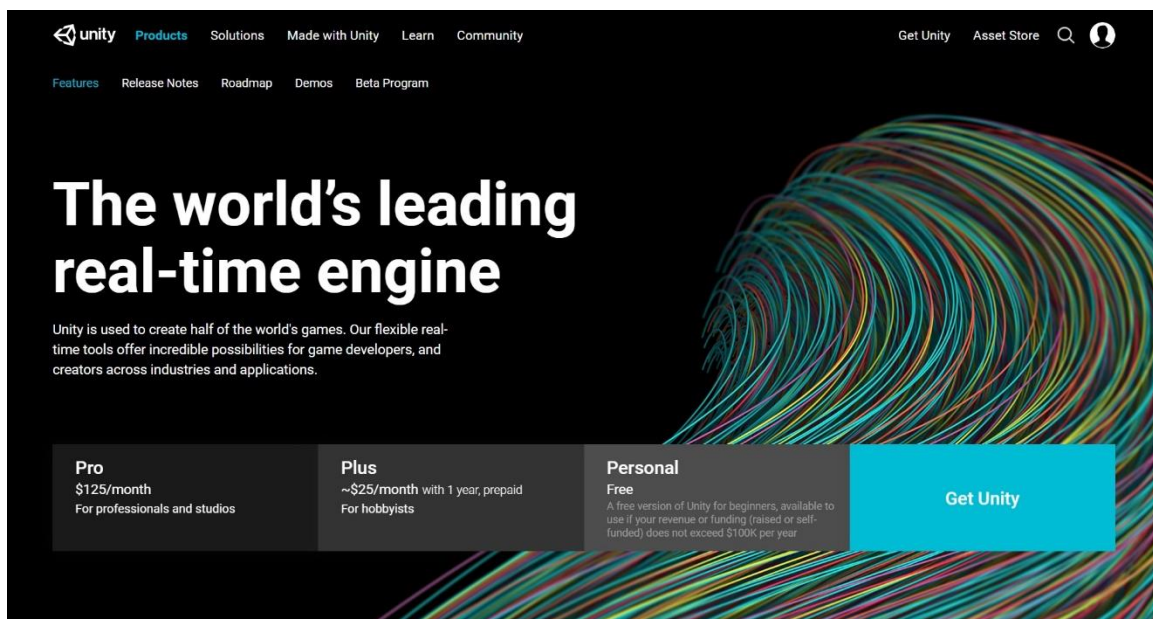 unity Products Solutions Made with Unity Learn Community Get Unity Asset Store
Features Release Notes Roadmap Demos Beta Program
The world's leading
real-time engine
Unity is used to create half of the world's games. Our flexible real-
time tools offer incredible possibilities for game developers, and
creators across industries and applications.
Pro
$125/month
For professionals and studios
Plus
~$25/month with 1 year, prepaid
For hobbyists
Personal
Free
A free version of Unity for beginners, available to
use if your revenue or funding (raised or self-
funded) does not exceed $100K per year
Get Unity